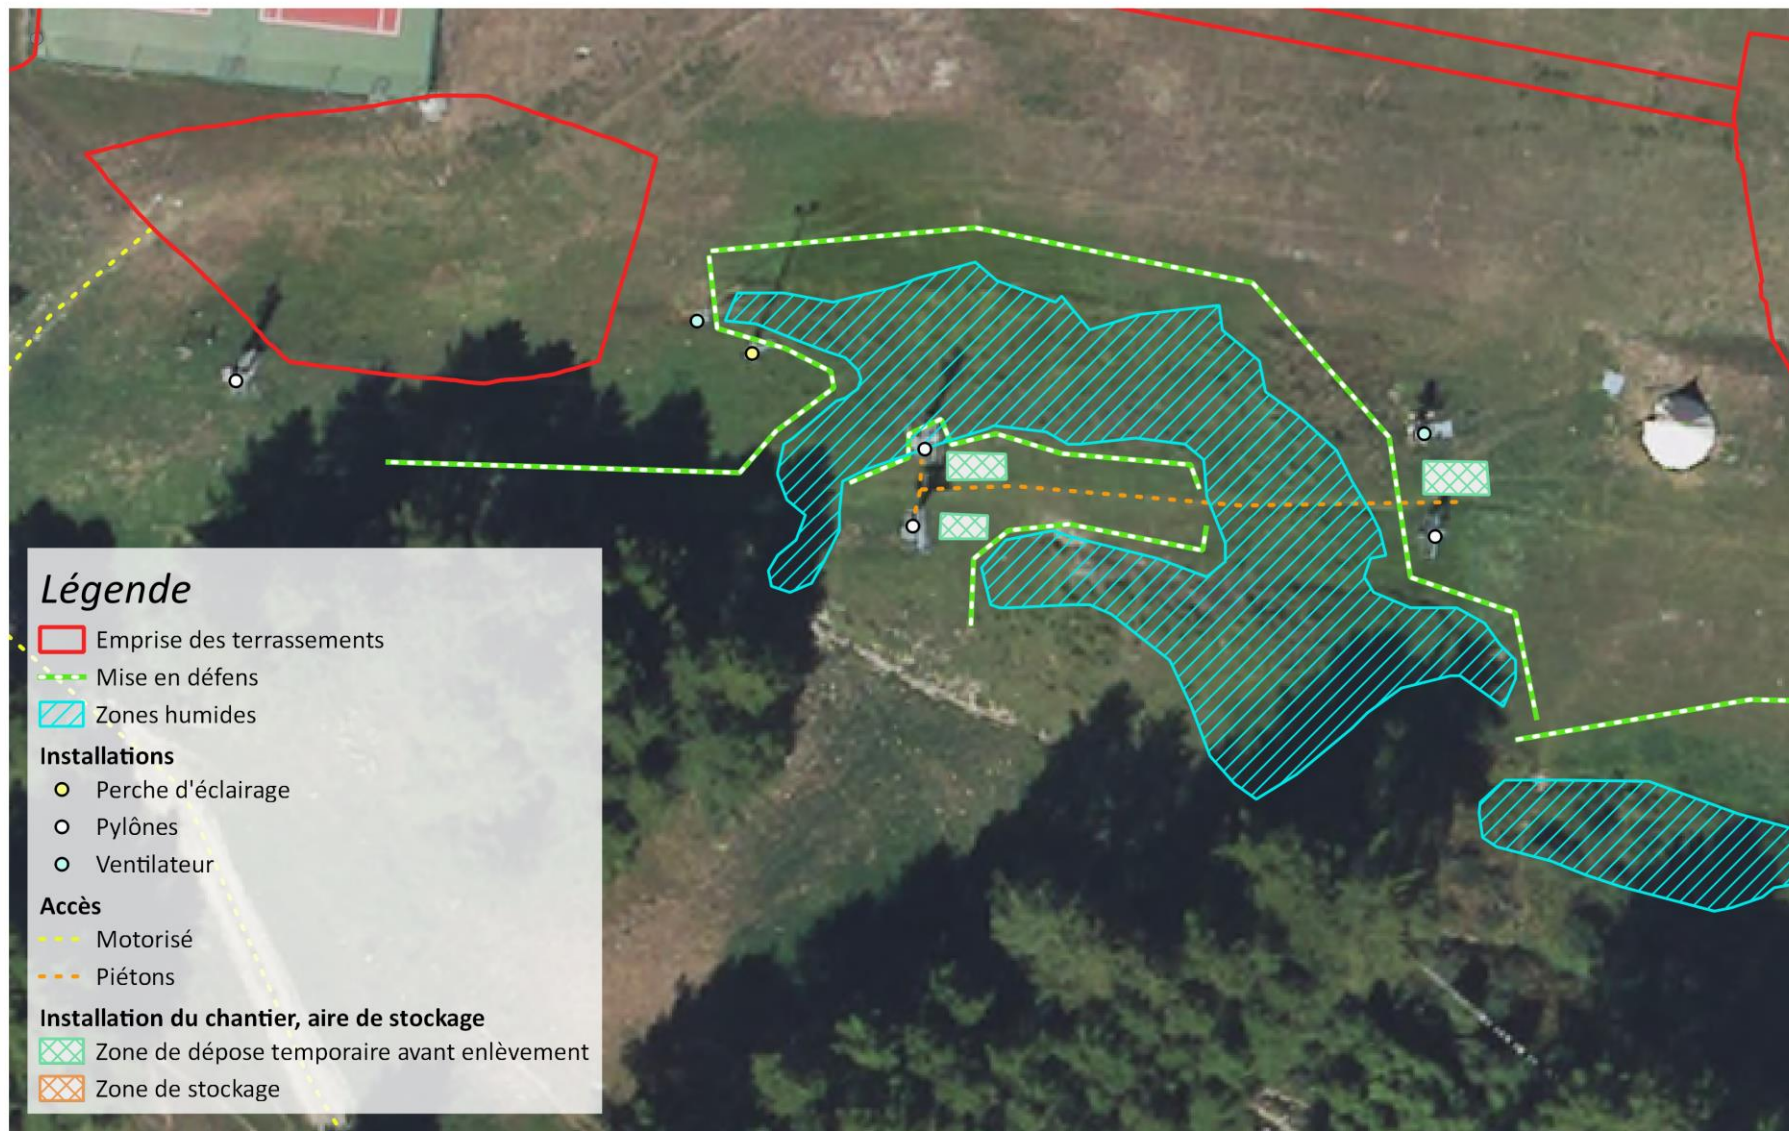 Légende
Emprise des terrassements
Mise en défens
Zones humides
Installations
Perche d'éclairage
Pylônes
Ventilateur
Accès
Motorisé
Piétons
Installation du chantier, aire de stockage
Zone de dépose temporaire avant enlèvement
Zone de stockage